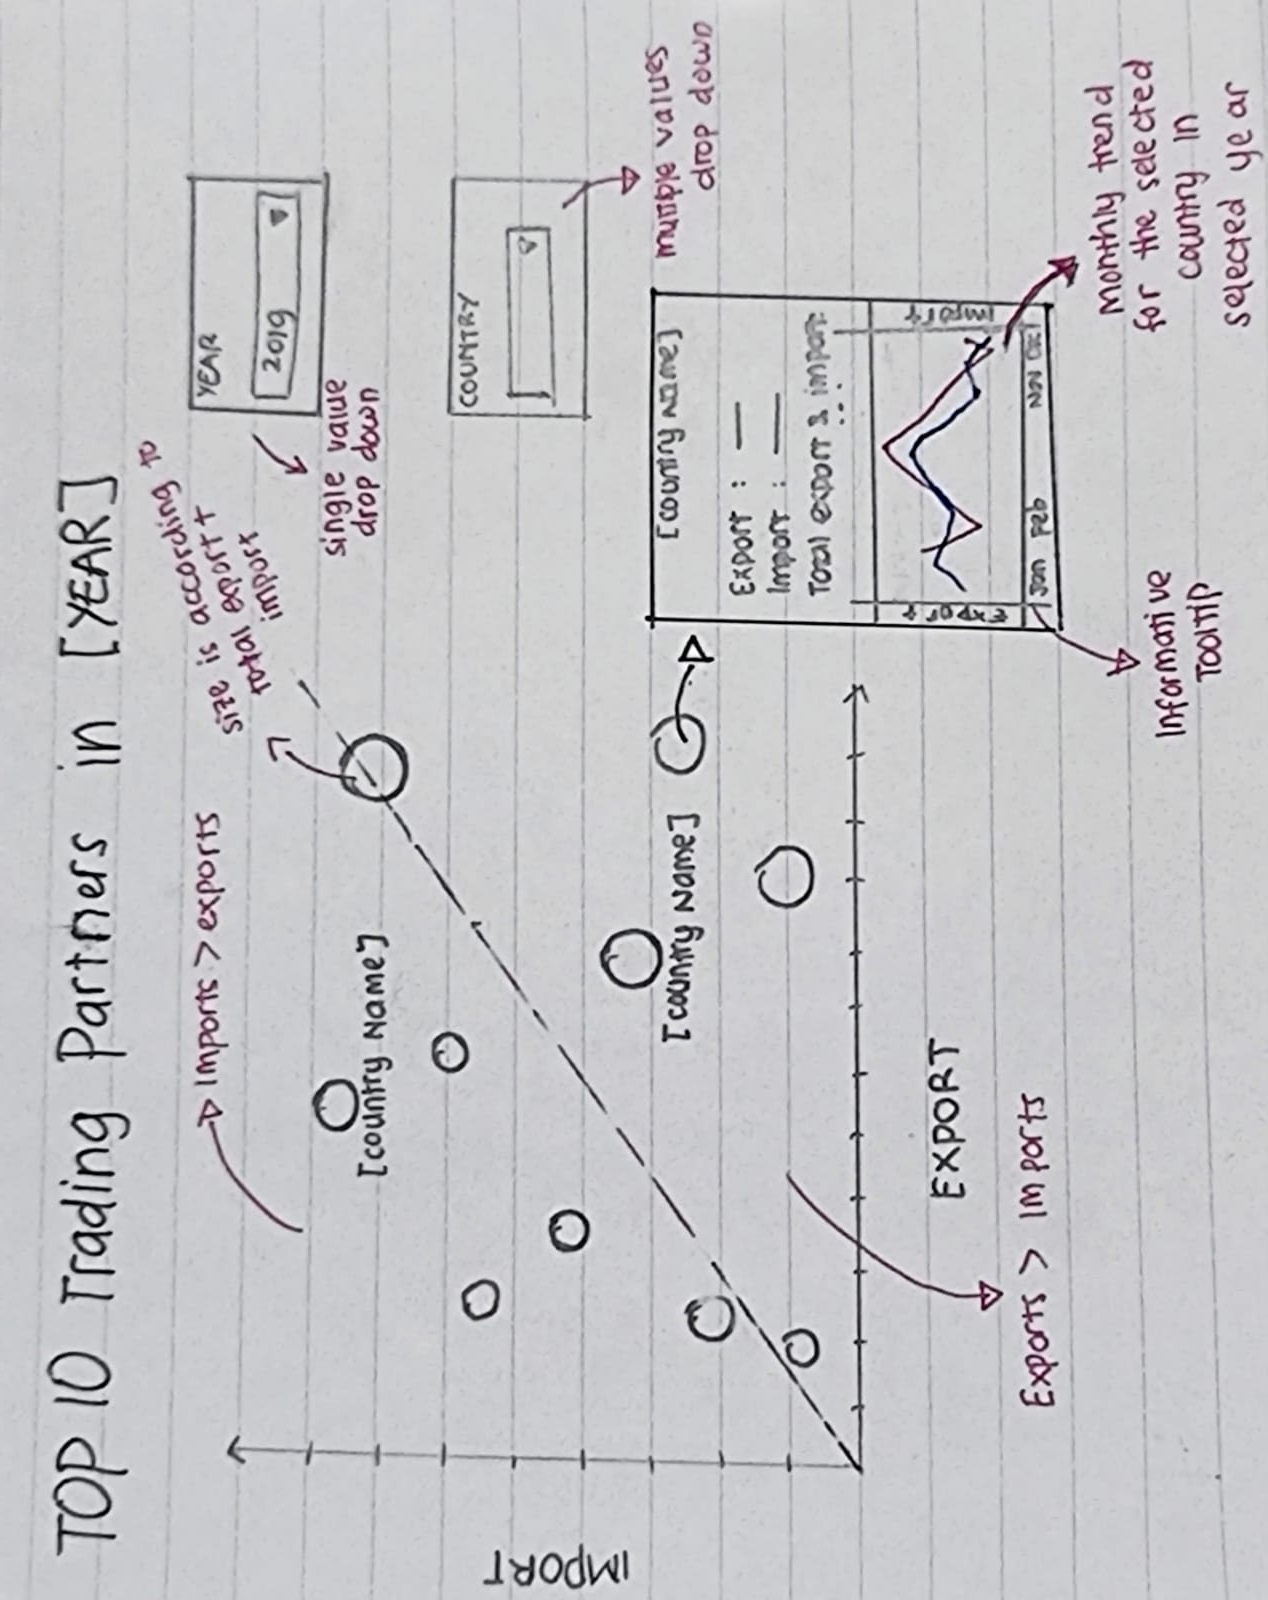 TOP 10 Trading Partners in [YEAR]
Imports > exports
size is according to
total export +
import
YEAR
2019
single value
drop down
COUNTRY
multiple values
drop down
[Country Name]
[Country Name]
[Country Name]
Export : —
Import : —
Total export & import : ..
Export
Import
Jan Feb Nov
Monthly trend
for the selected
country in
selected year
Informative
Tooltip
IMPORT
EXPORT
Exports > Imports